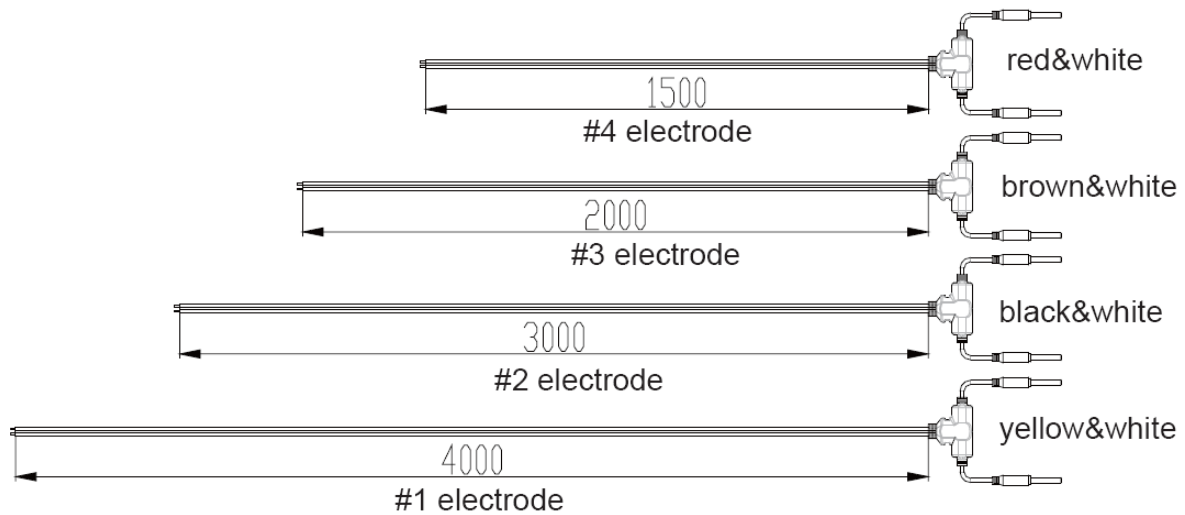 red&white
1500
#4 electrode
brown&white
2000
#3 electrode
black&white
3000
#2 electrode
yellow&white
4000
#1 electrode